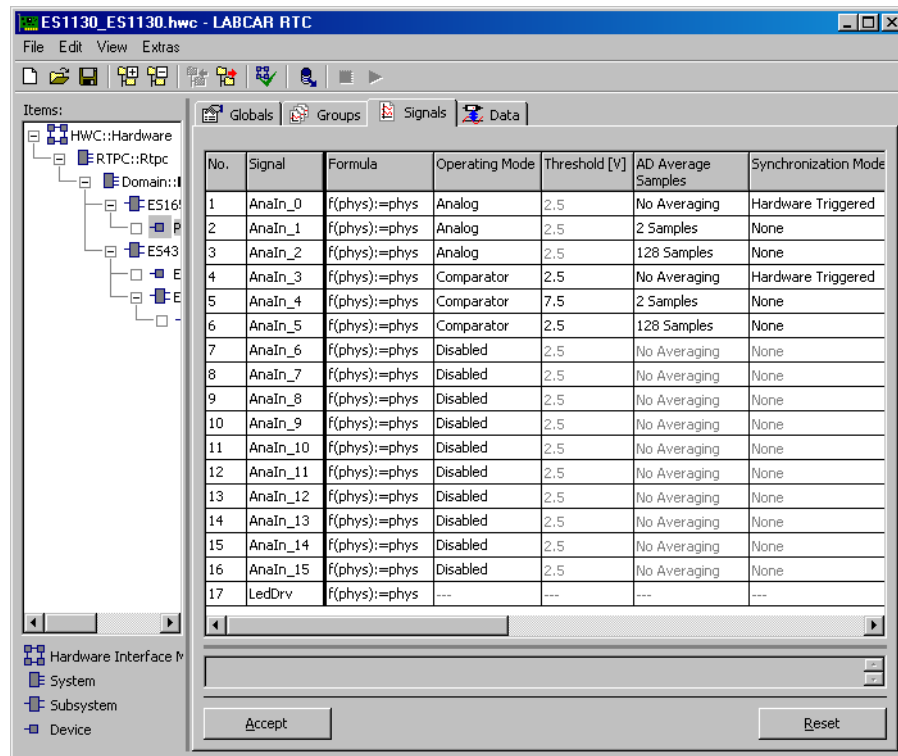 ES1130_ES1130.hwc - LABCAR RTC
File Edit View Extras
Items:
HWC::Hardware
RTPC::Rtpc
Domain::
ES16
P
ES43
E
E
Globals Groups Signals Data
No. Signal Formula Operating Mode Threshold [V] AD Average Samples Synchronization Mode
1 AnaIn_0 f(phys):=phys Analog 2.5 No Averaging Hardware Triggered
2 AnaIn_1 f(phys):=phys Analog 2.5 2 Samples None
3 AnaIn_2 f(phys):=phys Analog 2.5 128 Samples None
4 AnaIn_3 f(phys):=phys Comparator 2.5 No Averaging Hardware Triggered
5 AnaIn_4 f(phys):=phys Comparator 7.5 2 Samples None
6 AnaIn_5 f(phys):=phys Comparator 2.5 128 Samples None
7 AnaIn_6 f(phys):=phys Disabled 2.5 No Averaging None
8 AnaIn_7 f(phys):=phys Disabled 2.5 No Averaging None
9 AnaIn_8 f(phys):=phys Disabled 2.5 No Averaging None
10 AnaIn_9 f(phys):=phys Disabled 2.5 No Averaging None
11 AnaIn_10 f(phys):=phys Disabled 2.5 No Averaging None
12 AnaIn_11 f(phys):=phys Disabled 2.5 No Averaging None
13 AnaIn_12 f(phys):=phys Disabled 2.5 No Averaging None
14 AnaIn_13 f(phys):=phys Disabled 2.5 No Averaging None
15 AnaIn_14 f(phys):=phys Disabled 2.5 No Averaging None
16 AnaIn_15 f(phys):=phys Disabled 2.5 No Averaging None
17 LedDrv f(phys):=phys --- --- --- ---
Hardware Interface M
System
Subsystem
Device
Accept Reset